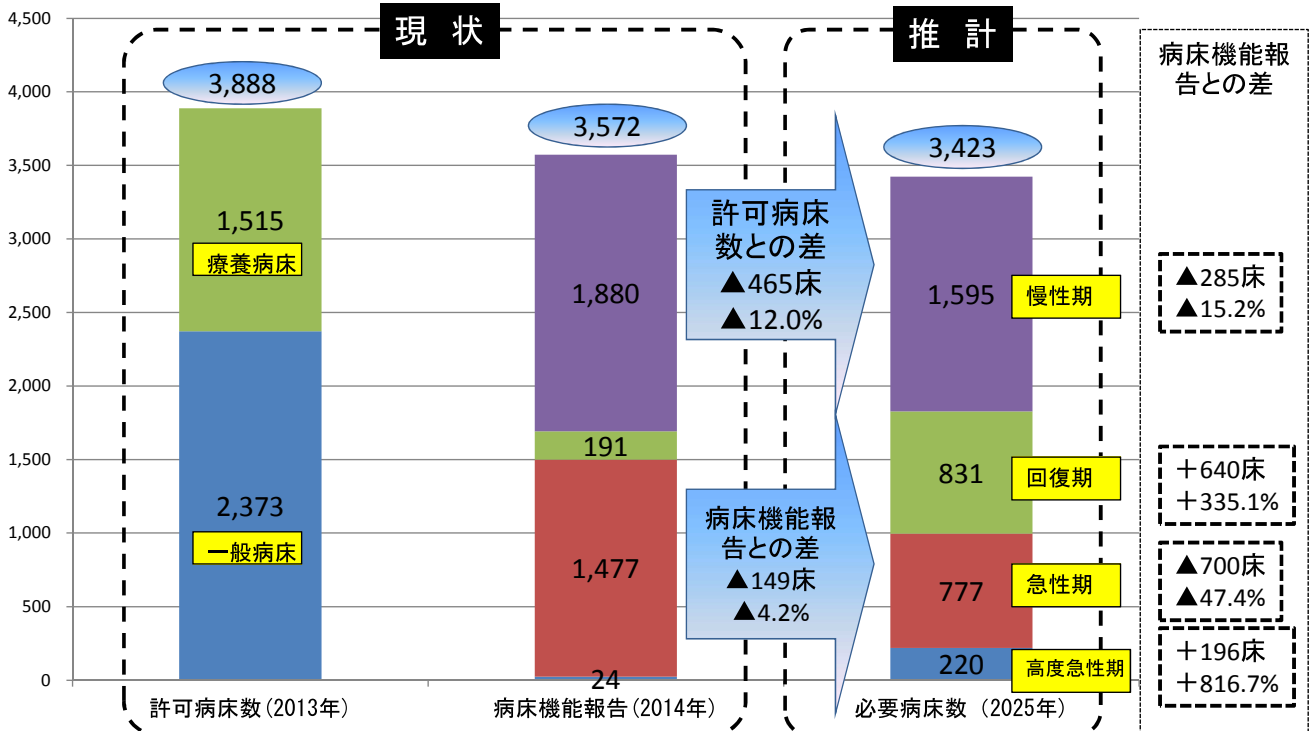 現 状
推 計
4,500
4,000
3,500
3,000
2,500
2,000
1,500
1,000
500
0
3,888
1,515
療養病床
2,373
一般病床
許可病床数(2013年)
3,572
1,880
191
1,477
24
病床機能報告(2014年)
許可病床
数との差
▲465床
▲12.0%
病床機能報
告との差
▲149床
▲4.2%
3,423
1,595
慢性期
831
回復期
777
急性期
220
高度急性期
必要病床数 (2025年)
病床機能報
告との差
▲285床
▲15.2%
＋640床
＋335.1%
▲700床
▲47.4%
＋196床
＋816.7%